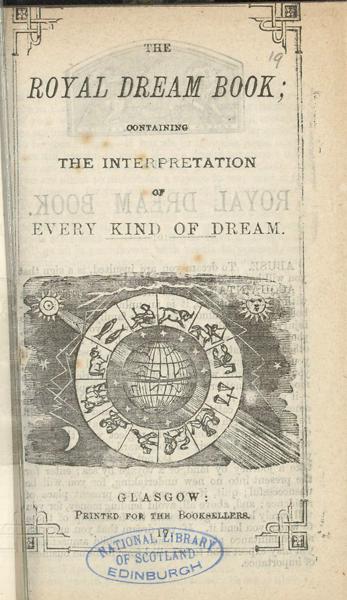 19
THE
ROYAL DREAM BOOK;
CONTAINING
THE INTERPRETATION
OF
EVERY KIND OF DREAM.
GLASGOW:
PRINTED FOR THE BOOKSELLERS.
19.
NATIONAL LIBRARY
OF SCOTLAND
EDINBURGH